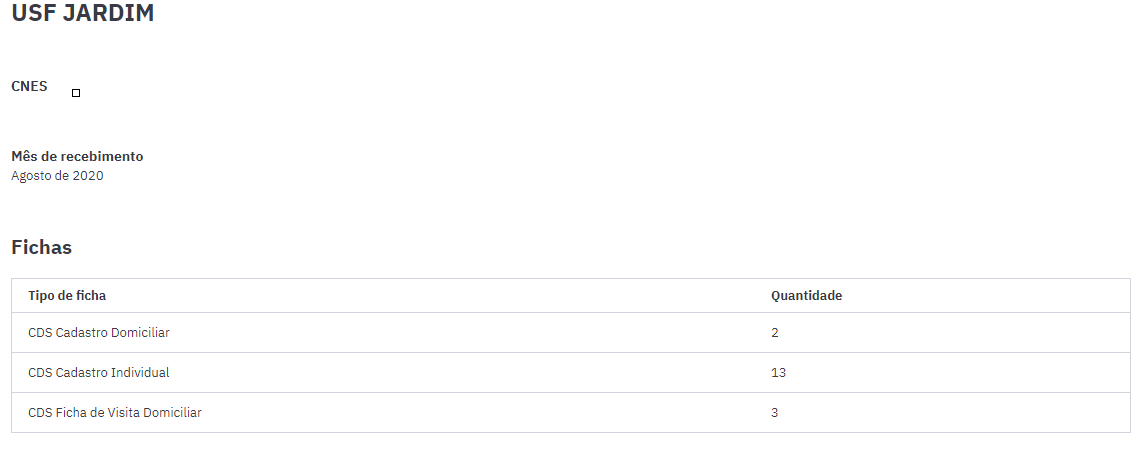 USF JARDIM
CNES
Mês de recebimento
Agosto de 2020
Fichas
Tipo de ficha Quantidade
CDS Cadastro Domiciliar 2
CDS Cadastro Individual 13
CDS Ficha de Visita Domiciliar 3